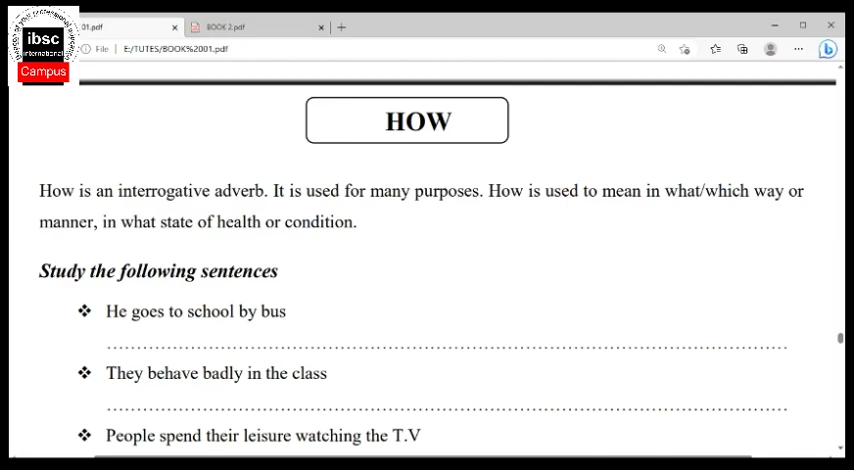 01.pdf
BOOK 2.pdf
File
E:/TUTES/BOOK%2001.pdf
ibsc
international
Campus
HOW
How is an interrogative adverb. It is used for many purposes. How is used to mean in what/which way or
manner, in what state of health or condition.
Study the following sentences
❖ He goes to school by bus
................................................................................
❖ They behave badly in the class
................................................................................
❖ People spend their leisure watching the T.V